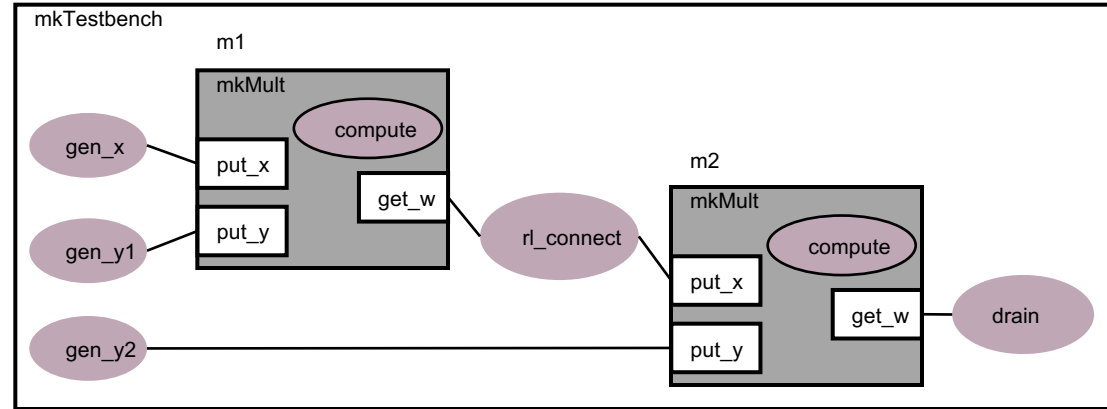 mkTestbench
m1
mkMult
compute
gen_x
put_x
get_w
gen_y1
put_y
rl_connect
m2
mkMult
compute
put_x
get_w
drain
gen_y2
put_y